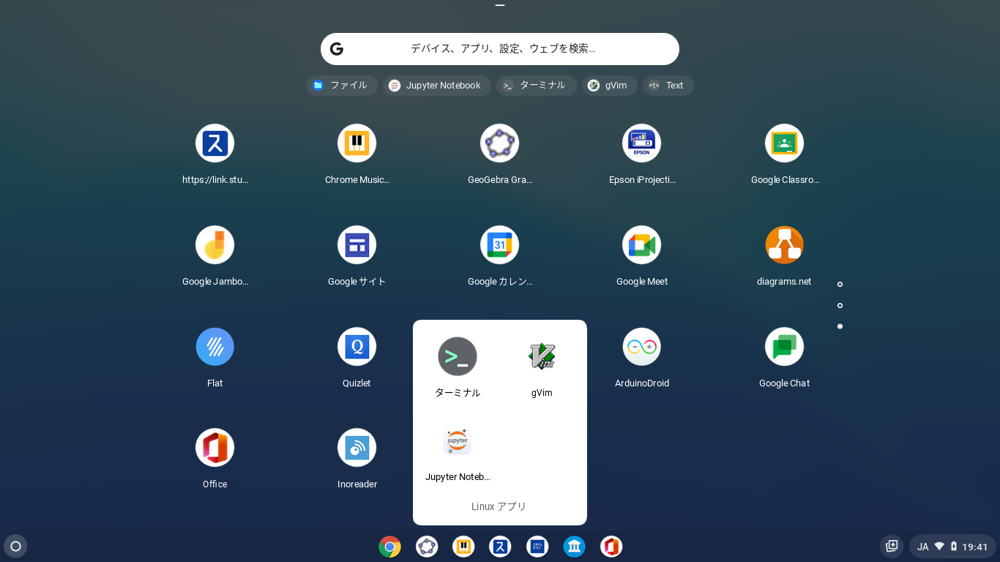 デバイス、アプリ、設定、ウェブを検索...
ファイル
Jupyter Notebook
ターミナル
gVim
Text
https://link.stu...
Chrome Music...
GeoGebra Gra...
EPSON
Epson iProjecti...
Google Classro...
Google Jambo...
Google サイト
31
Google カレン...
Google Meet
diagrams.net
Flat
Quizlet
ターミナル
gVim
ArduinoDroid
Google Chat
jupyter
Jupyter Noteb...
Office
Inoreader
Linux アプリ
JA
19:41